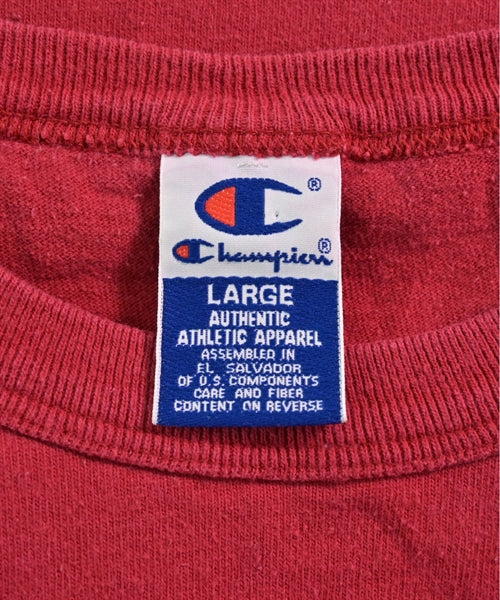 C ®
Champion®
LARGE
AUTHENTIC
ATHLETIC APPAREL
ASSEMBLED IN
EL SALVADOR
OF U.S. COMPONENTS
CARE AND FIBER
CONTENT ON REVERSE